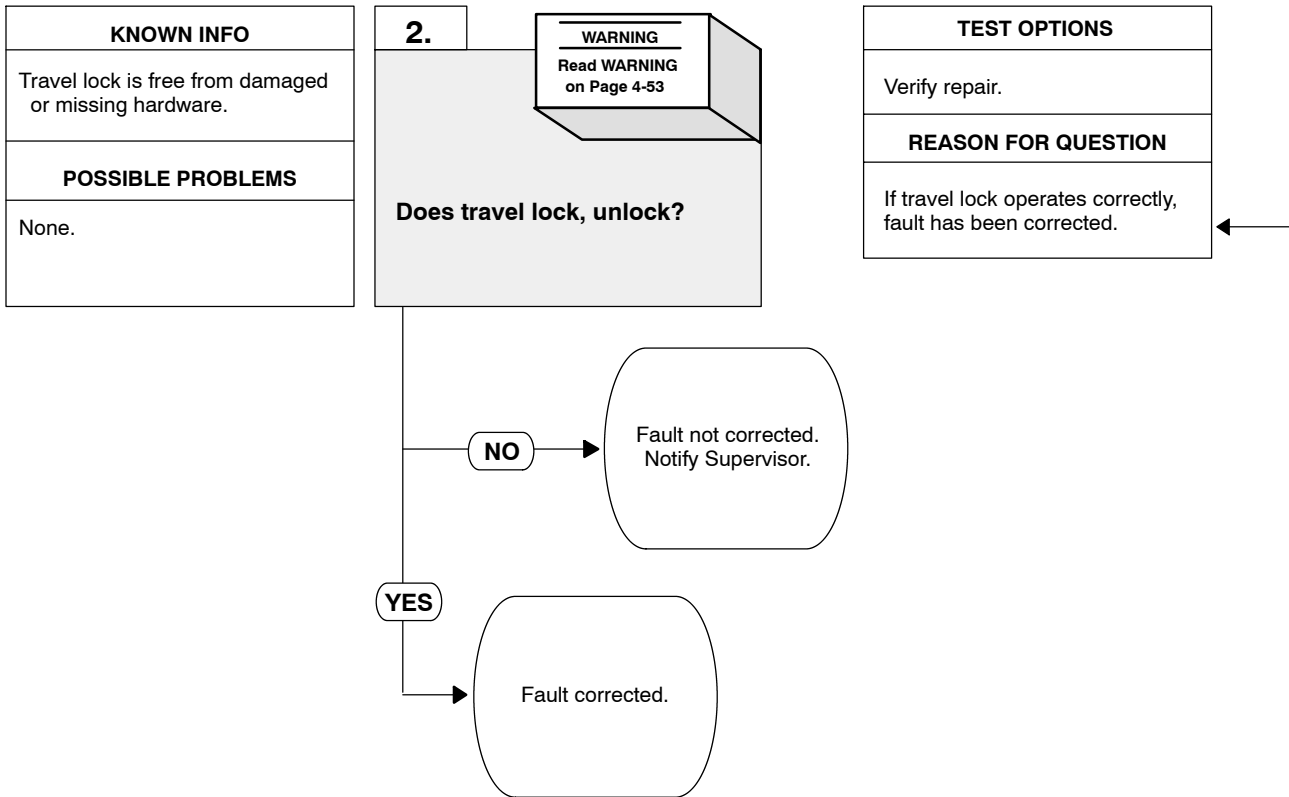 KNOWN INFO
Travel lock is free from damaged
or missing hardware.
POSSIBLE PROBLEMS
None.
2.
WARNING
Read WARNING
on Page 4-53
Does travel lock, unlock?
TEST OPTIONS
Verify repair.
REASON FOR QUESTION
If travel lock operates correctly,
fault has been corrected.
NO
Fault not corrected.
Notify Supervisor.
YES
Fault corrected.